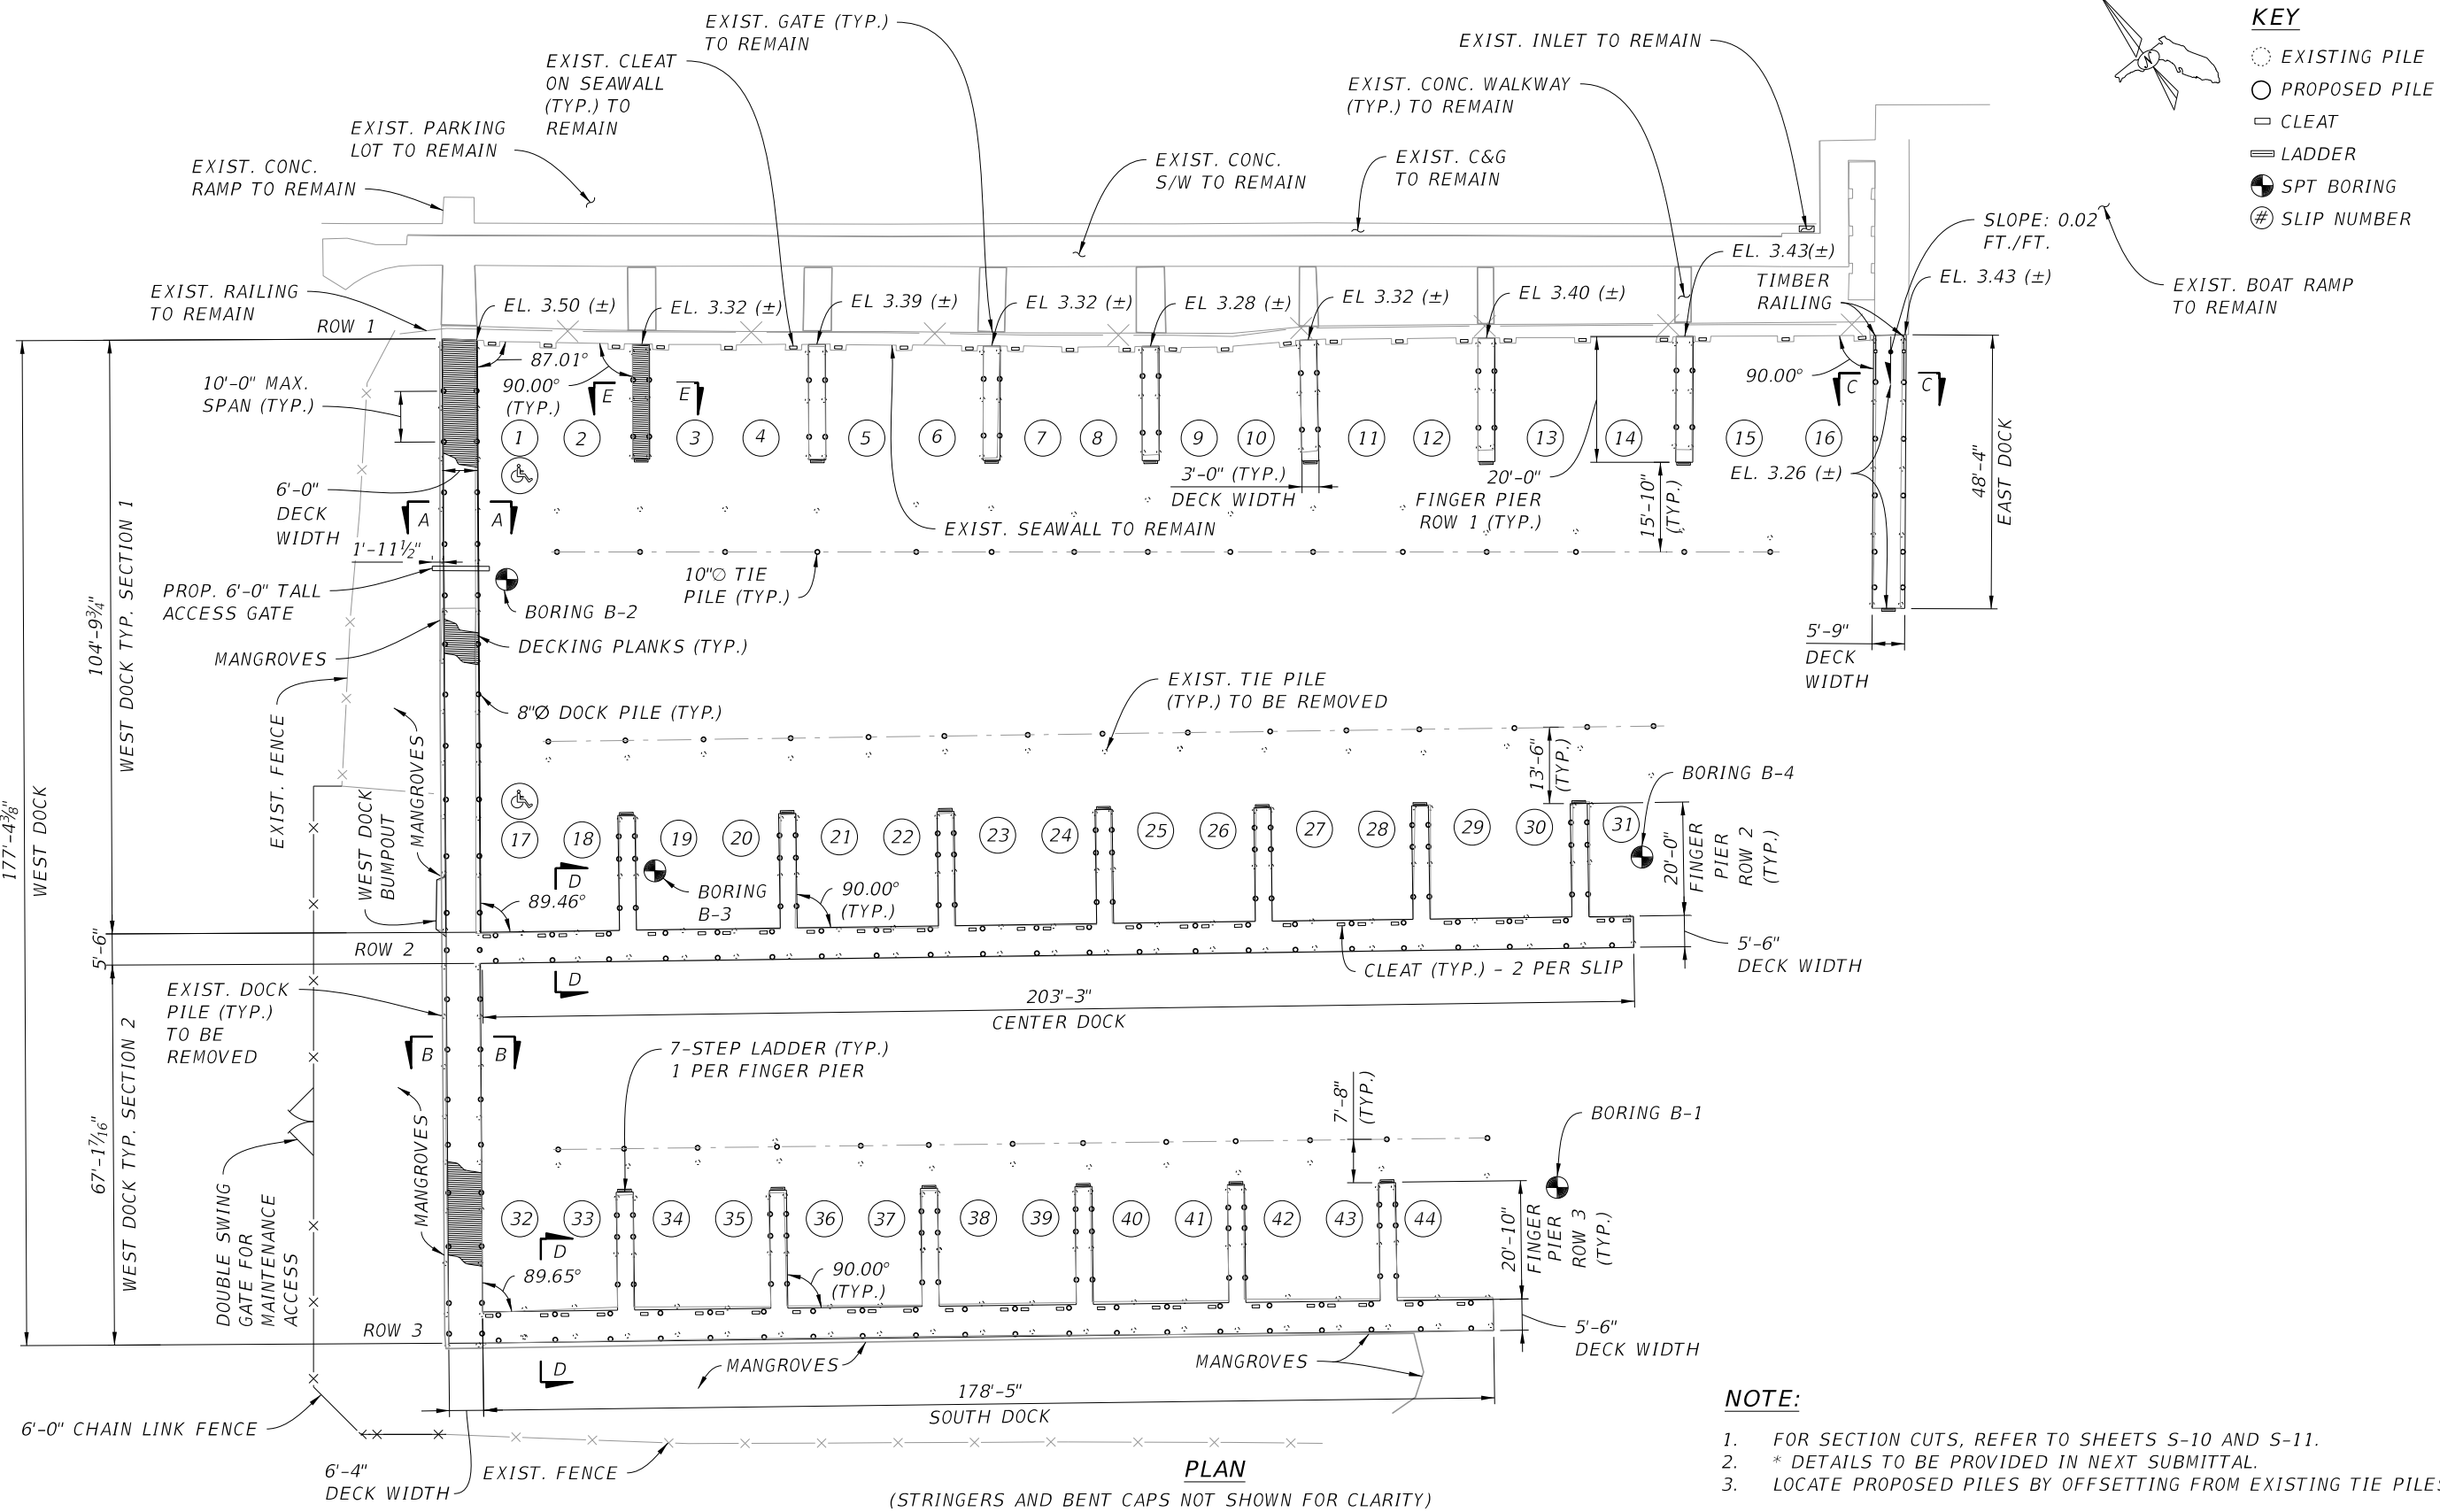 EXIST. GATE (TYP.)
TO REMAIN
EXIST. CLEAT
ON SEAWALL
(TYP.) TO
REMAIN
EXIST. PARKING
LOT TO REMAIN
EXIST. CONC.
RAMP TO REMAIN
EXIST. INLET TO REMAIN
EXIST. CONC. WALKWAY
(TYP.) TO REMAIN
EXIST. CONC.
S/W TO REMAIN
EXIST. C&G
TO REMAIN
N
KEY
EXISTING PILE
PROPOSED PILE
CLEAT
LADDER
SPT BORING
# SLIP NUMBER
SLOPE: 0.02
FT./FT.
EXIST. BOAT RAMP
TO REMAIN
EXIST. RAILING
TO REMAIN
ROW 1
EL. 3.50 (±)
EL. 3.32 (±)
EL 3.39 (±)
EL 3.32 (±)
EL 3.28 (±)
EL 3.32 (±)
EL 3.40 (±)
EL. 3.43(±)
TIMBER
RAILING
EL. 3.43 (±)
10'-0" MAX.
SPAN (TYP.)
87.01°
90.00°
(TYP.)
E E
90.00°
C C
1 2 3 4 5 6 7 8 9 10 11 12 13 14 15 16
EL. 3.26 (±)
3'-0" (TYP.)
DECK WIDTH
20'-0"
FINGER PIER
ROW 1 (TYP.)
15'-10"
(TYP.)
48'-4"
EAST DOCK
6'-0"
DECK
WIDTH
A A
EXIST. SEAWALL TO REMAIN
1'-11½"
10"∅ TIE
PILE (TYP.)
PROP. 6'-0" TALL
ACCESS GATE
BORING B-2
104'-9¾"
WEST DOCK TYP. SECTION 1
MANGROVES
DECKING PLANKS (TYP.)
5'-9"
DECK
WIDTH
EXIST. TIE PILE
(TYP.) TO BE REMOVED
8"Ø DOCK PILE (TYP.)
EXIST. FENCE
MANGROVES
WEST DOCK
BUMPOUT
177'-4⅜"
WEST DOCK
13'-6"
(TYP.)
BORING B-4
17 18 19 20 21 22 23 24 25 26 27 28 29 30 31
20'-0"
FINGER
PIER
ROW 2
(TYP.)
D
BORING
B-3
89.46°
90.00°
(TYP.)
5'-6"
ROW 2
5'-6"
DECK WIDTH
D
CLEAT (TYP.) - 2 PER SLIP
EXIST. DOCK
PILE (TYP.)
TO BE
REMOVED
203'-3"
CENTER DOCK
B B
7-STEP LADDER (TYP.)
1 PER FINGER PIER
67'-1⁷⁄₁₆"
WEST DOCK TYP. SECTION 2
MANGROVES
DOUBLE SWING
GATE FOR
MAINTENANCE
ACCESS
7'-8"
(TYP.)
BORING B-1
32 33 34 35 36 37 38 39 40 41 42 43 44
20'-10"
FINGER
PIER
ROW 3
(TYP.)
D
89.65°
90.00°
(TYP.)
ROW 3
5'-6"
DECK WIDTH
D
MANGROVES
MANGROVES
178'-5"
SOUTH DOCK
6'-0" CHAIN LINK FENCE
6'-4"
DECK WIDTH
EXIST. FENCE
PLAN
(STRINGERS AND BENT CAPS NOT SHOWN FOR CLARITY)
NOTE:
1. FOR SECTION CUTS, REFER TO SHEETS S-10 AND S-11.
2. * DETAILS TO BE PROVIDED IN NEXT SUBMITTAL.
3. LOCATE PROPOSED PILES BY OFFSETTING FROM EXISTING TIE PILES